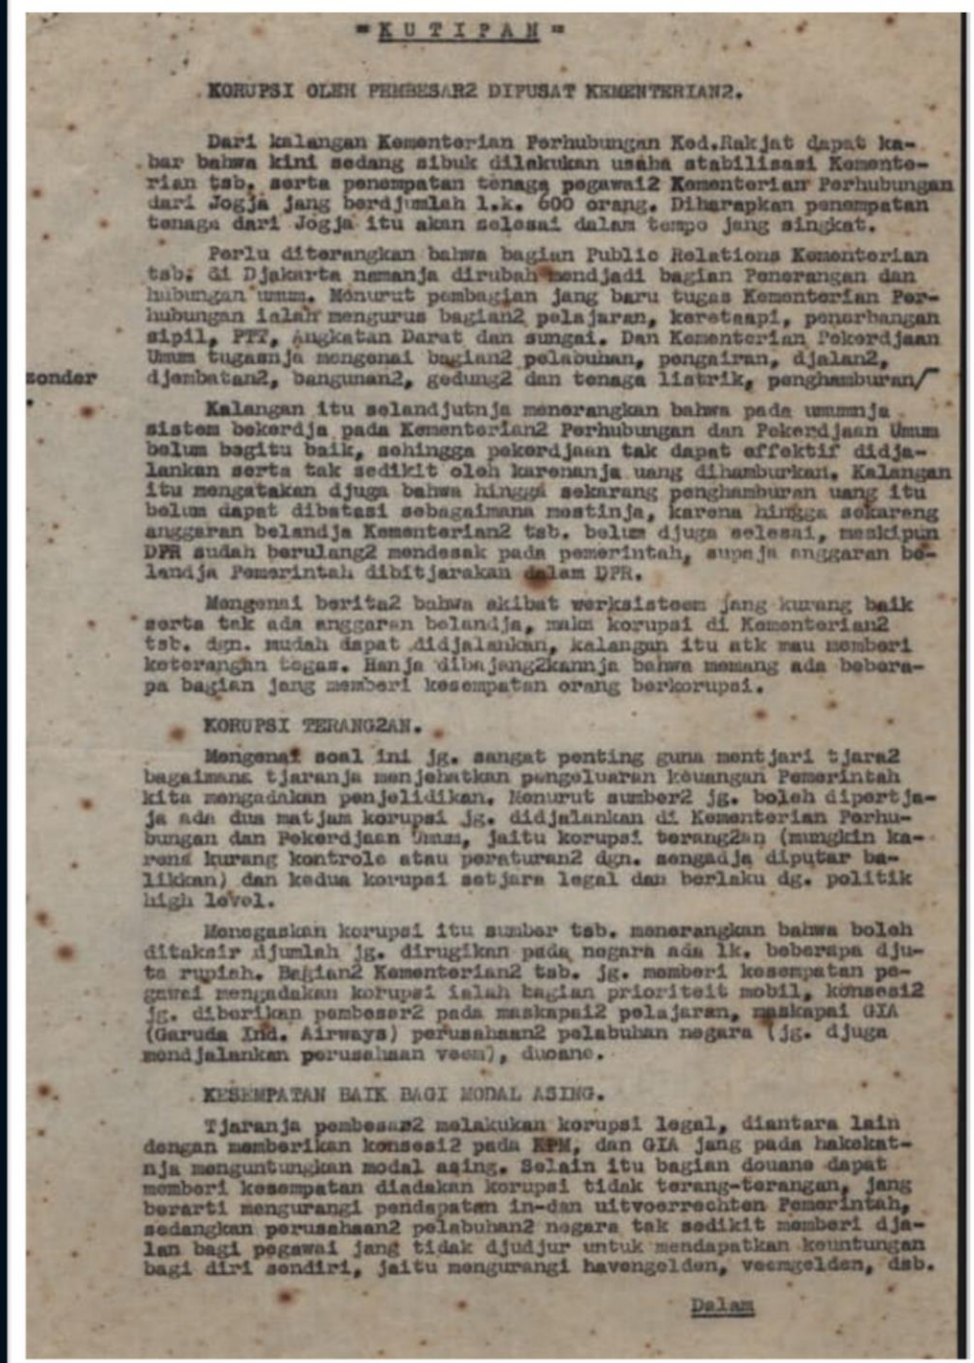 "K U T I P A N"
KORUPSI OLEH PEMBESAR2 DIPUSAT KEMENTERIAN2.
Dari kalangan Kementerian Perhubungan Ked.Rakjat dapat ka-
bar bahwa kini sedang sibuk dilakukan usaha stabilisasi Kemente-
rian tsb. serta penempatan tenaga pegawai2 Kementerian Perhubungan
dari Jogja jang berdjumlah l.k. 600 orang. Diharapkan penempatan
tenaga dari Jogja itu akan selesai dalam tempo jang singkat.
Perlu diterangkan bahwa bagian Public Relations Kementerian
tsb. di Djakarta namanja dirubah mendjadi bagian Penerangan dan
hubungan umum. Menurut pembagian jang baru tugas Kementerian Per-
hubungan ialah mengurus bagian2 pelajaran, keretaapi, penerbangan
sipil, PTT, Angkatan Darat dan sungai. Dan Kementerian Pekerdjaan
Umum tugasnja mengenai bagian2 pelabuhan, pengairan, djalan2,
zonder djembatan2, bangunan2, gedung2 dan tenaga listrik, penghamburan/
Kalangan itu selandjutnja menerangkan bahwa pada umumnja
sistem bekerdja pada Kementerian2 Perhubungan dan Pekerdjaan Umum
belum bagitu baik, sehingga pekerdjaan tak dapat effektif didja-
lankan serta tak sedikit oleh karenanja uang dihamburkan. Kalangan
itu mengatakan djuga bahwa hingga sekarang penghamburan uang itu
belum dapat dibatasi sebagaimana mestinja, karena hingga sekarang
anggaran belandja Kementerian2 tsb. belum djuga selesai, meskipun
DPR sudah berulang2 mendesak pada pemerintah, supaja anggaran be-
landja Pemerintah dibitjarakan dalam DPR.
Mengenai berita2 bahwa akibat werksisteem jang kurang baik
serta tak ada anggaran belandja, maka korupsi di Kementerian2
tsb. dgn. mudah dapat didjalankan, kalangan itu atk mau memberi
keterangan tegas. Hanja dibajang2kannja bahwa memang ada bebera-
pa bagian jang memberi kesempatan orang berkorupsi.
KORUPSI TERANG2AN.
Mengenai soal ini jg. sangat penting guna mentjari tjara2
bagaimana tjaranja menjehatkan pengeluaran keuangan Pemerintah
kita mengadakan penjelidikan. Menurut sumber2 jg. boleh dipertja-
ja ada dua matjam korupsi jg. didjalankan di Kementerian Perhu-
bungan dan Pekerdjaan Umum, jaitu korupsi terang2an (mungkin ka-
rena kurang kontrole atau peraturan2 dgn. sengadja diputar ba-
likkan) dan kedua korupsi setjara legal dan berlaku dg. politik
high level.
Menegaskan korupsi itu sumber tsb. menerangkan bahwa boleh
ditaksir djumlah jg. dirugikan pada negara ada lk. beberapa dju-
ta rupiah. Bagian2 Kementerian2 tsb. jg. memberi kesempatan pe-
gawai mengadakan korupsi ialah bagian prioriteit mobil, konsesi2
jg. diberikan pembesar2 pada maskapai2 pelajaran, maskapai GIA
(Garuda Ind. Airways) perusahaan2 pelabuhan negara (jg. djuga
mendjalankan perusahaan veem), duoane.
KESEMPATAN BAIK BAGI MODAL ASING.
Tjaranja pembesar2 melakukan korupsi legal, diantara lain
dengan memberikan konsesi2 pada KPM, dan GIA jang pada hakekat-
nja menguntungkan modal asing. Selain itu bagian douane dapat
memberi kesempatan diadakan korupsi tidak terang-terangan, jang
berarti mengurangi pendapatan in-dan uitvoerrechten Pemerintah,
sedangkan perusahaan2 pelabuhan2 negara tak sedikit memberi dja-
lan bagi pegawai jang tidak djudjur untuk mendapatkan keuntungan
bagi diri sendiri, jaitu mengurangi havengelden, veemgelden, dsb.
Dalam